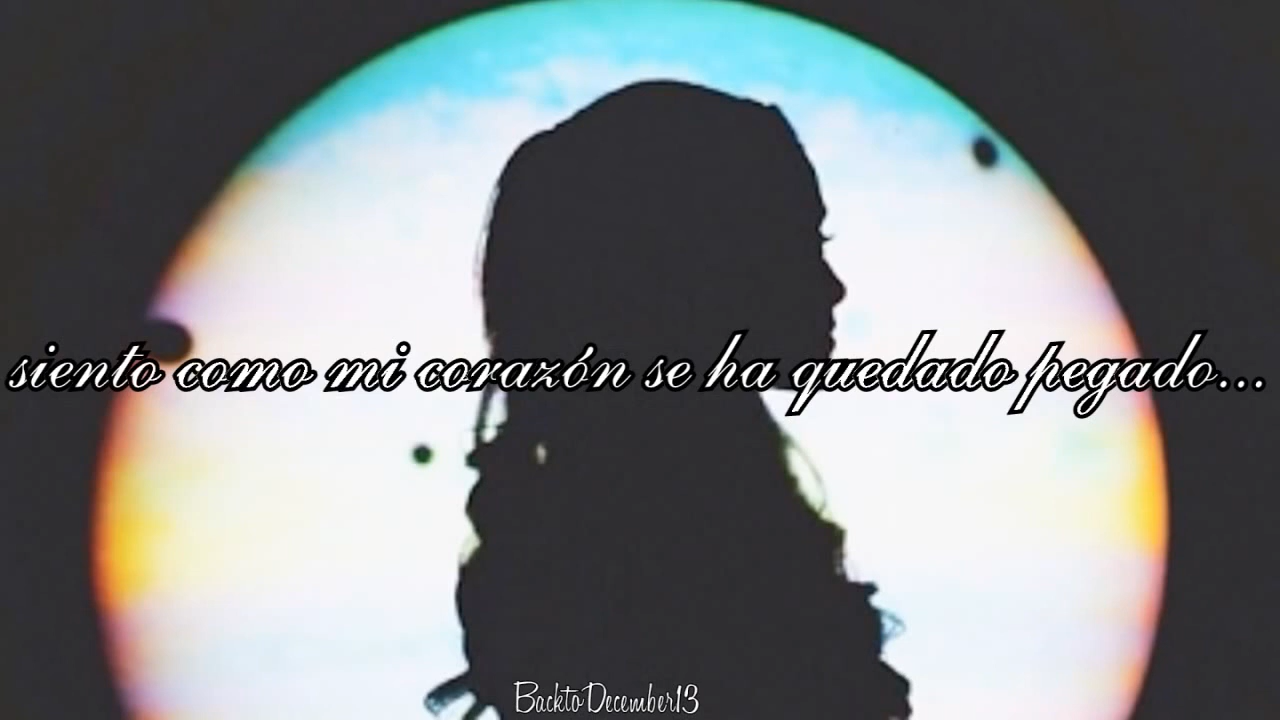 siento como mi corazón se ha quedado pegado...
BacktoDecember13